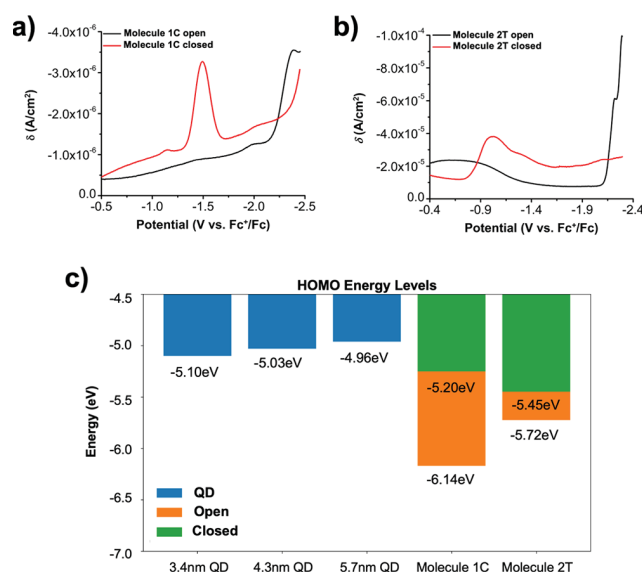 a)
Molecule 1C open
Molecule 1C closed
-4.0x10-6
-3.0x10-6
-2.0x10-6
-1.0x10-6
0.0
δ (A/cm²)
-0.5 -1.0 -1.5 -2.0 -2.5
Potential (V vs. Fc+/Fc)
b)
Molecule 2T open
Molecule 2T closed
-1.0x10-4
-8.0x10-5
-6.0x10-5
-4.0x10-5
-2.0x10-5
0.0
δ (A/cm²)
-0.4 -0.9 -1.4 -1.9 -2.4
Potential (V vs. Fc+/Fc)
c)
HOMO Energy Levels
-4.5
-5.0
-5.5
-6.0
-6.5
-7.0
Energy (eV)
-5.10eV
-5.03eV
-4.96eV
-5.20eV
-6.14eV
-5.45eV
-5.72eV
QD
Open
Closed
3.4nm QD 4.3nm QD 5.7nm QD Molecule 1C Molecule 2T